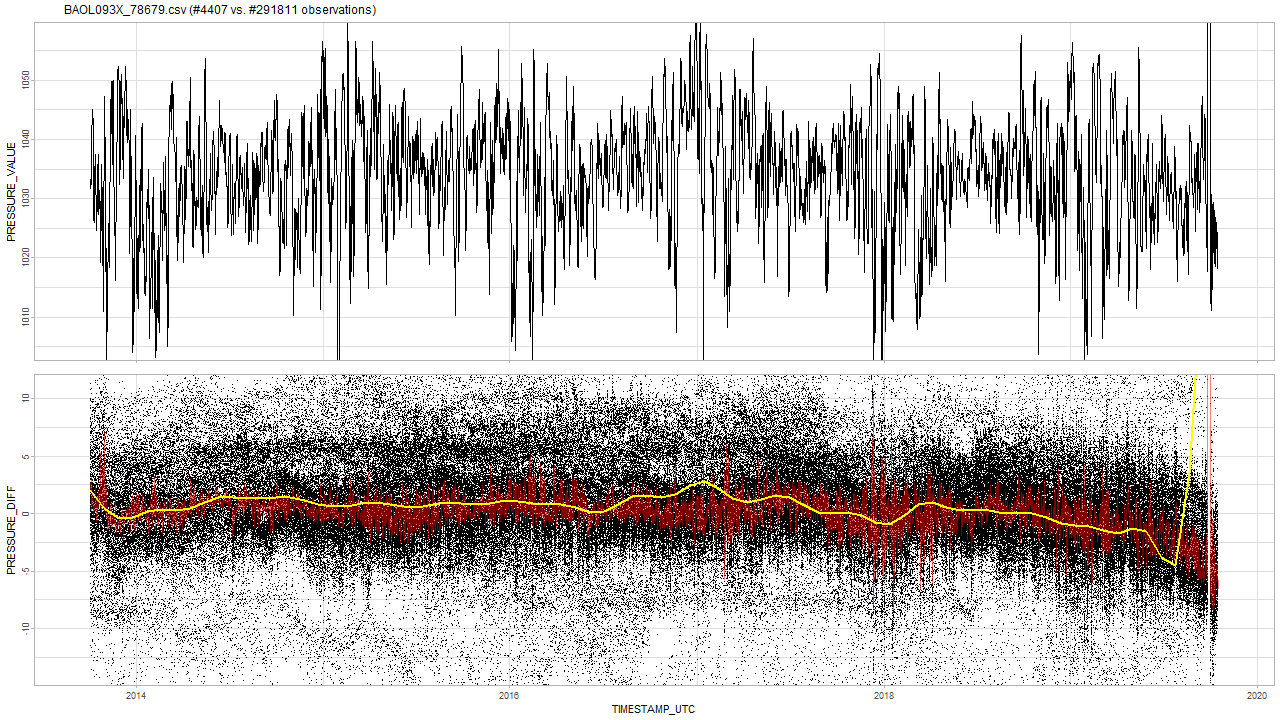 BAOL093X_78679.csv (#4407 vs. #291811 observations)
PRESSURE_VALUE
1050
1040
1030
1020
1010
PRESSURE_DIFF
10
5
0
-5
-10
2014 2016 2018 2020
TIMESTAMP_UTC